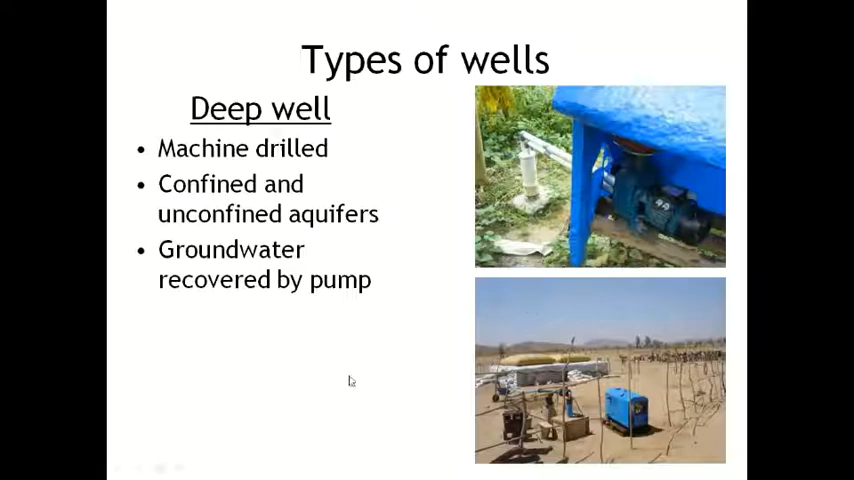 Types of wells
Deep well
• Machine drilled
• Confined and
unconfined aquifers
• Groundwater
recovered by pump